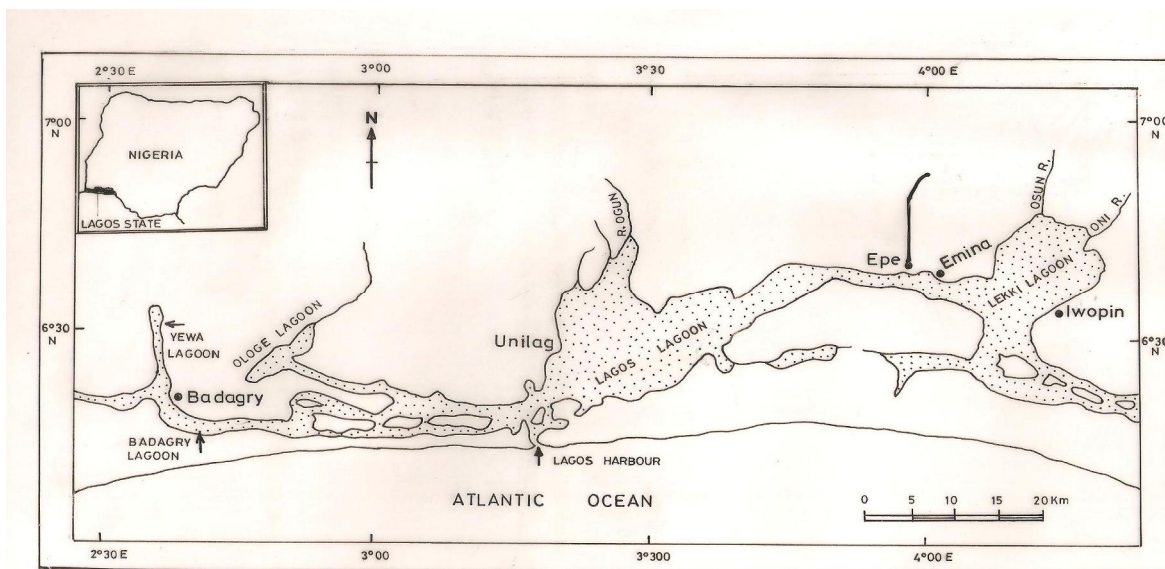 2°30 E
3°00
3°30
4°00 E
7°00
N
7°00
N
N
NIGERIA
LAGOS STATE
R. OGUN
OSUN R.
ONI R.
Epe
Emina
LEKKI LAGOON
Iwopin
6°30
N
6°30
N
YEWA
LAGOON
OLOGE LAGOON
Unilag
LAGOS LAGOON
Badagry
BADAGRY
LAGOON
LAGOS HARBOUR
ATLANTIC OCEAN
0 5 10 15 20 Km
2°30 E
3°00
3°300
4°00 E